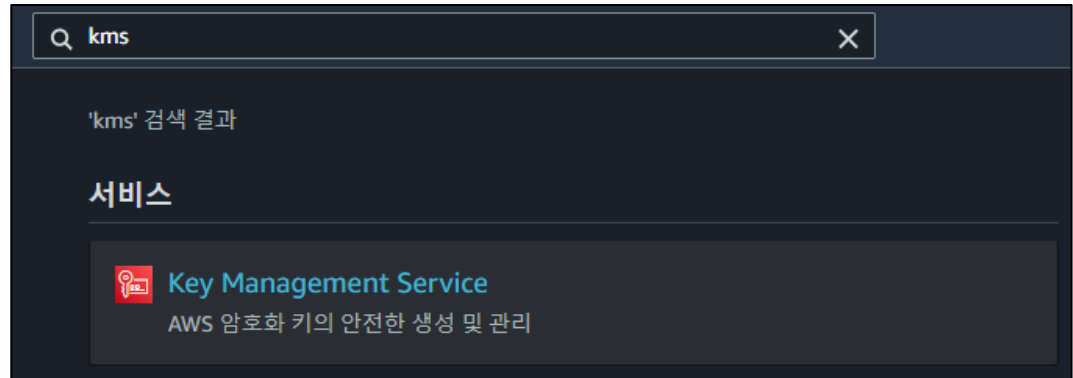 kms
'kms' 검색 결과
서비스
Key Management Service
AWS 암호화 키의 안전한 생성 및 관리